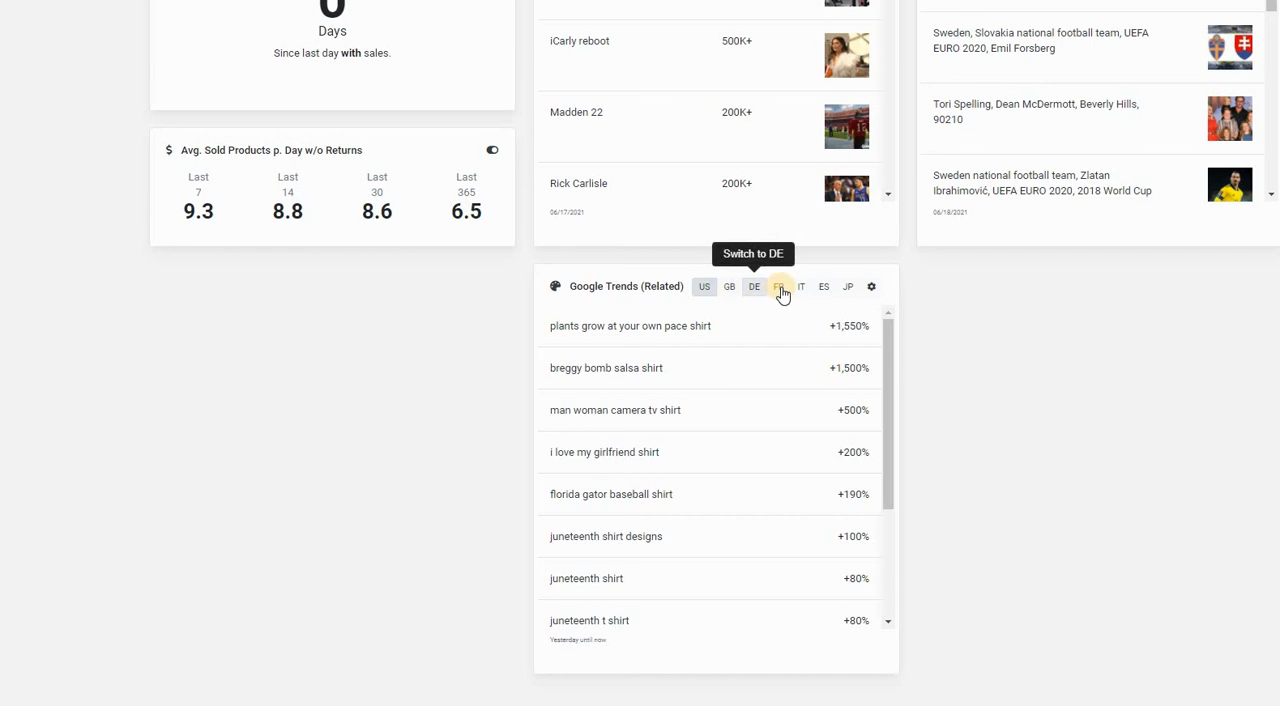 0
Days
Since last day with sales.
$ Avg. Sold Products p. Day w/o Returns
Last Last Last Last
7 14 30 365
9.3 8.8 8.6 6.5
iCarly reboot 500K+
Madden 22 200K+
Rick Carlisle 200K+
06/17/2021
Sweden, Slovakia national football team, UEFA
EURO 2020, Emil Forsberg
Tori Spelling, Dean McDermott, Beverly Hills,
90210
Sweden national football team, Zlatan
Ibrahimović, UEFA EURO 2020, 2018 World Cup
06/18/2021
Switch to DE
Google Trends (Related) US GB DE FR IT ES JP
plants grow at your own pace shirt +1,550%
breggy bomb salsa shirt +1,500%
man woman camera tv shirt +500%
i love my girlfriend shirt +200%
florida gator baseball shirt +190%
juneteenth shirt designs +100%
juneteenth shirt +80%
juneteenth t shirt +80%
Yesterday until now